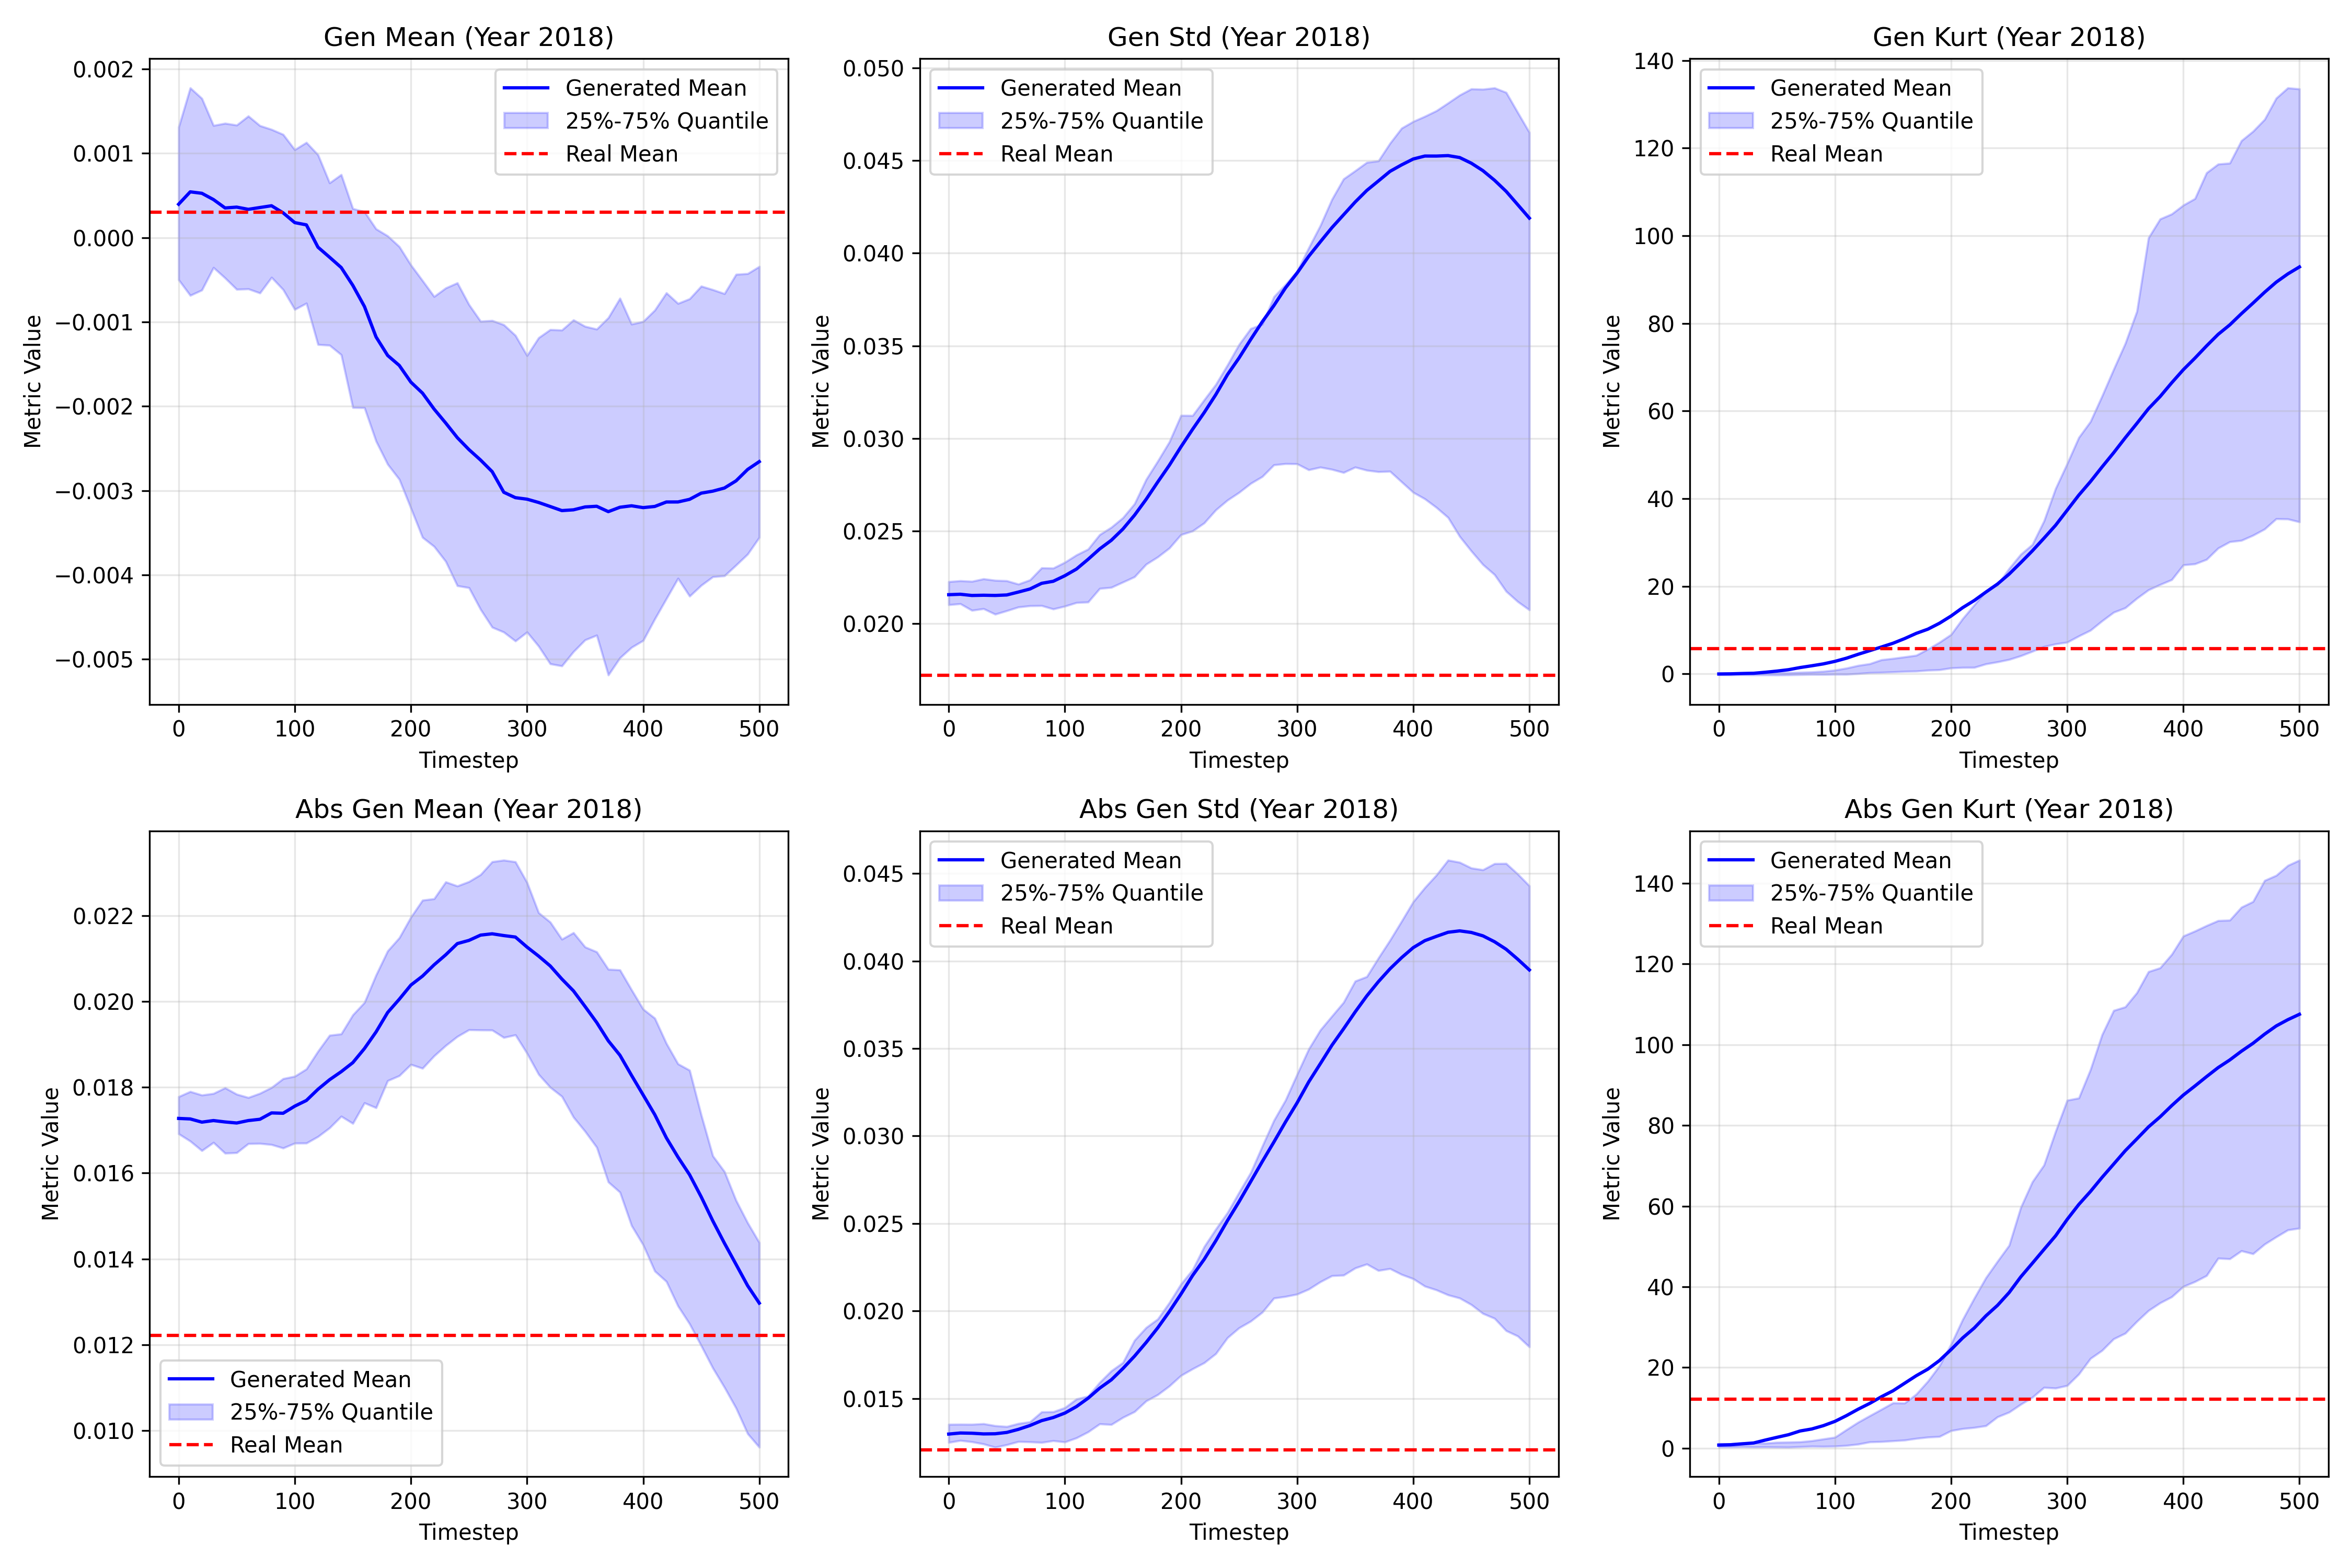 Gen Mean (Year 2018)
0.002
0.001
0.000
−0.001
−0.002
−0.003
−0.004
−0.005
Metric Value
0 100 200 300 400 500
Timestep
Generated Mean
25%-75% Quantile
Real Mean
Gen Std (Year 2018)
0.050
0.045
0.040
0.035
0.030
0.025
0.020
Metric Value
0 100 200 300 400 500
Timestep
Generated Mean
25%-75% Quantile
Real Mean
Gen Kurt (Year 2018)
140
120
100
80
60
40
20
0
Metric Value
0 100 200 300 400 500
Timestep
Generated Mean
25%-75% Quantile
Real Mean
Abs Gen Mean (Year 2018)
0.022
0.020
0.018
0.016
0.014
0.012
0.010
Metric Value
0 100 200 300 400 500
Timestep
Generated Mean
25%-75% Quantile
Real Mean
Abs Gen Std (Year 2018)
0.045
0.040
0.035
0.030
0.025
0.020
0.015
Metric Value
0 100 200 300 400 500
Timestep
Generated Mean
25%-75% Quantile
Real Mean
Abs Gen Kurt (Year 2018)
140
120
100
80
60
40
20
0
Metric Value
0 100 200 300 400 500
Timestep
Generated Mean
25%-75% Quantile
Real Mean